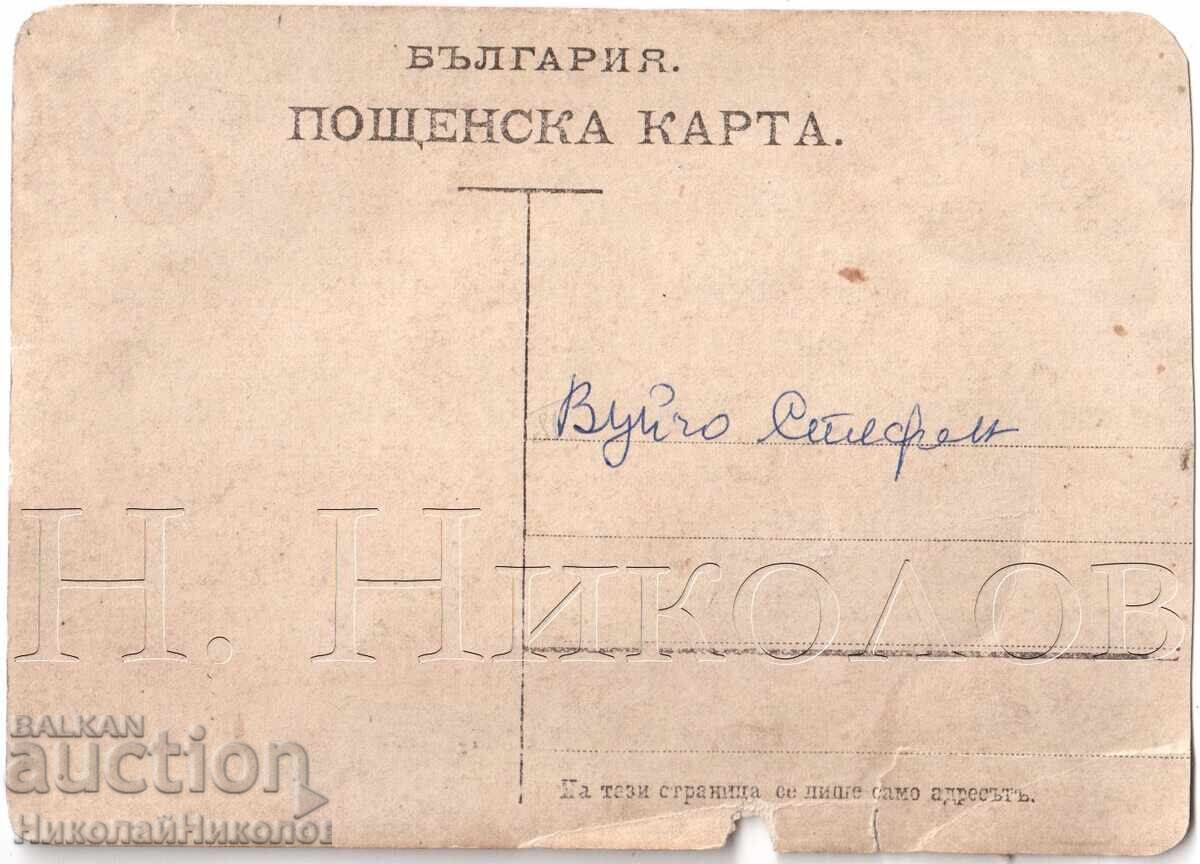 БЪЛГАРИЯ.
ПОЩЕНСКА КАРТА.
Вуйчо Стефан
Н. НИКОЛОВ
BALKAN
auction
НиколайНиколов
На тази страница се пише само адресътъ.